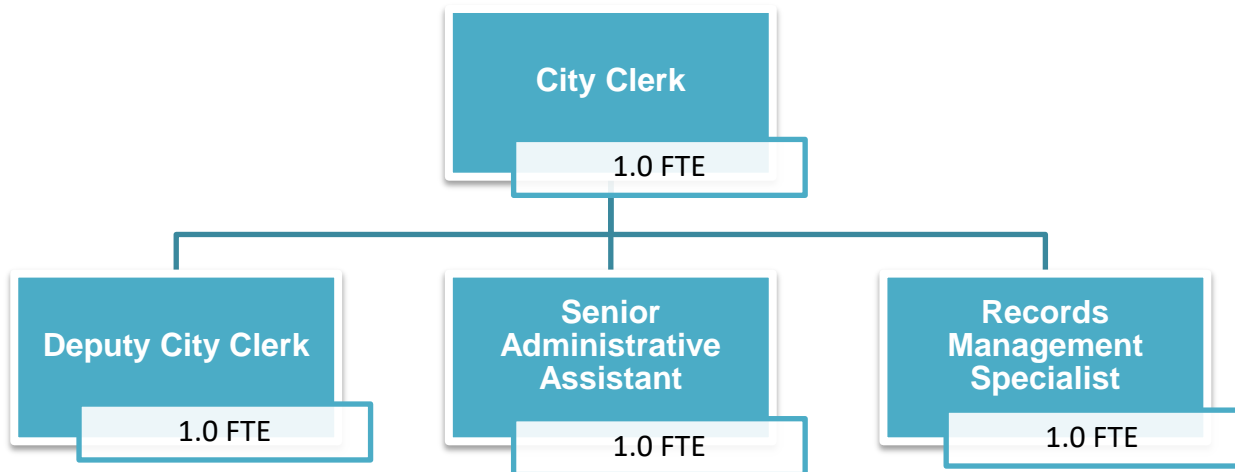 City Clerk
1.0 FTE
Deputy City Clerk
1.0 FTE
Senior
Administrative
Assistant
1.0 FTE
Records
Management
Specialist
1.0 FTE